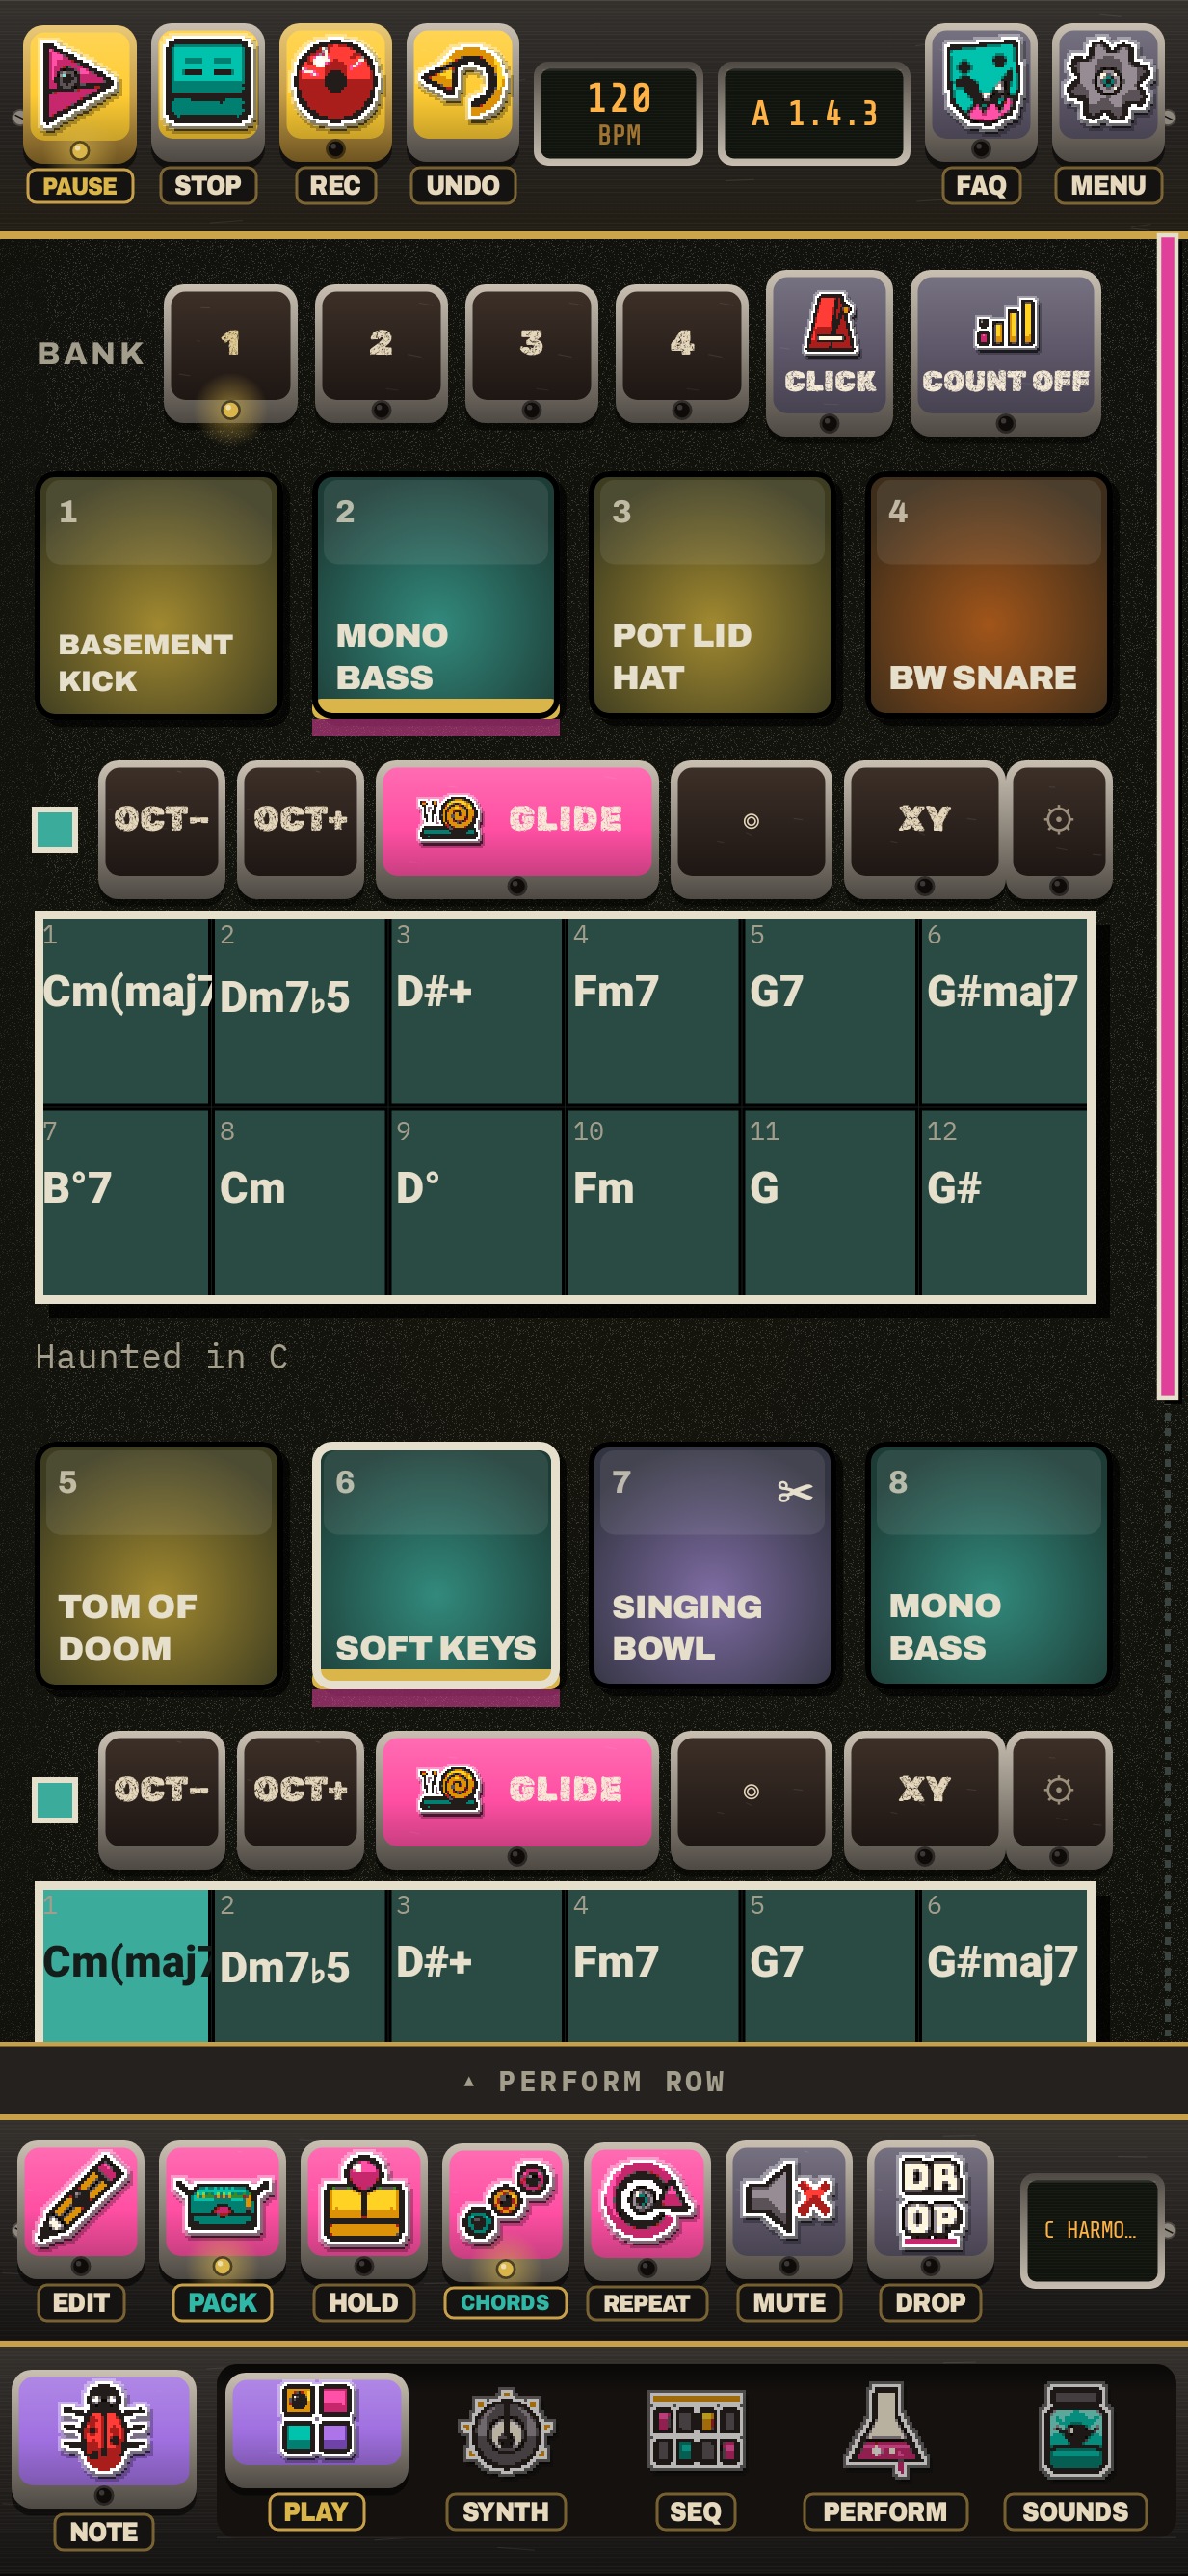 120
BPM
A 1.4.3
PAUSE STOP REC UNDO FAQ MENU
BANK 1 2 3 4 CLICK COUNT OFF
1 2 3 4
BASEMENT KICK
MONO BASS
POT LID HAT
BW SNARE
OCT- OCT+ GLIDE XY
1 2 3 4 5 6
Cm(maj7 Dm7♭5 D#+ Fm7 G7 G#maj7
7 8 9 10 11 12
B°7 Cm D° Fm G G#
Haunted in C
5 6 7 8
TOM OF DOOM
SOFT KEYS
SINGING BOWL
MONO BASS
OCT- OCT+ GLIDE XY
1 2 3 4 5 6
Cm(maj7 Dm7♭5 D#+ Fm7 G7 G#maj7
▲ PERFORM ROW
DROP
C HARMO…
EDIT PACK HOLD CHORDS REPEAT MUTE DROP
NOTE PLAY SYNTH SEQ PERFORM SOUNDS